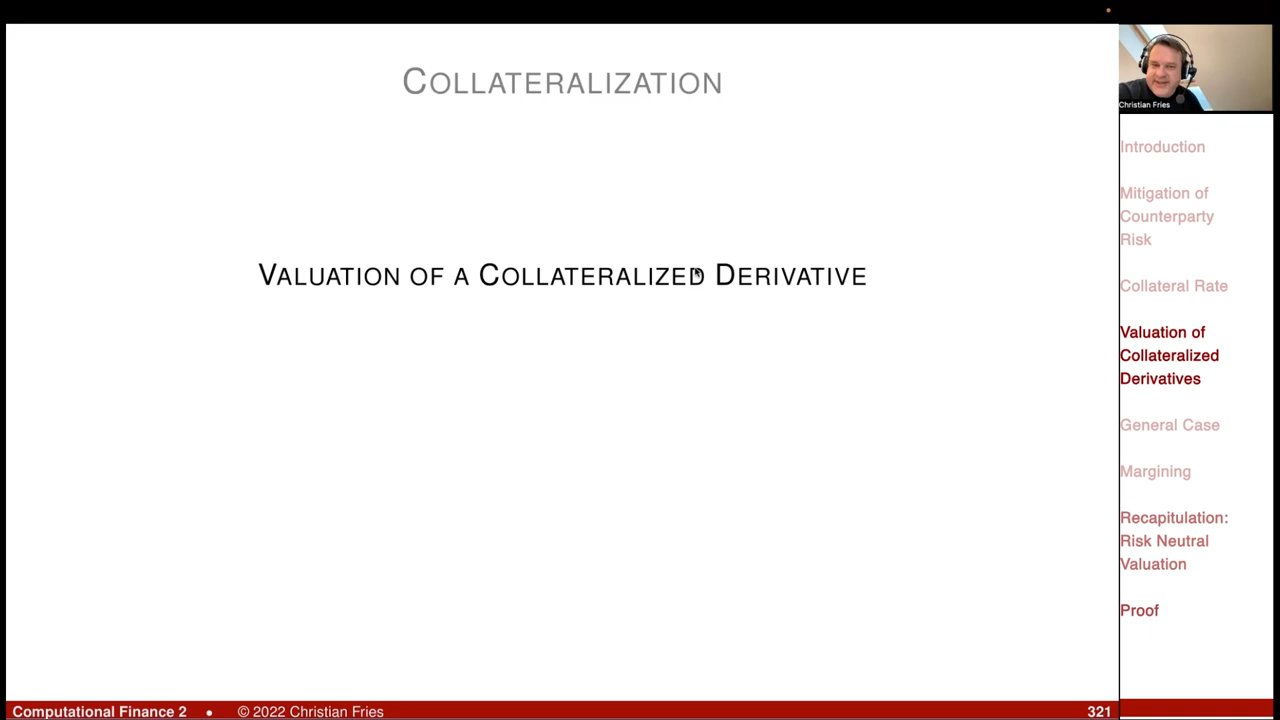 COLLATERALIZATION
VALUATION OF A COLLATERALIZED DERIVATIVE
Christian Fries
Introduction
Mitigation of
Counterparty
Risk
Collateral Rate
Valuation of
Collateralized
Derivatives
General Case
Margining
Recapitulation:
Risk Neutral
Valuation
Proof
Computational Finance 2 • © 2022 Christian Fries 321